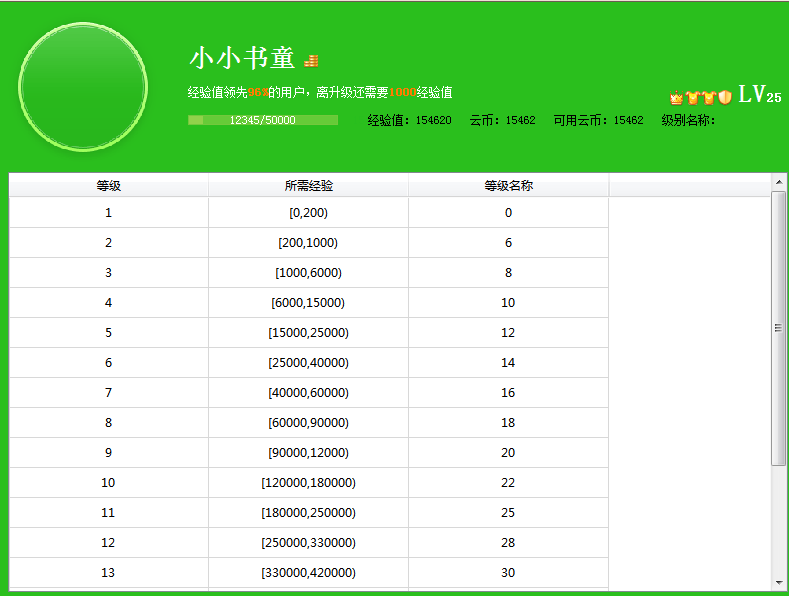 小小书童
经验值领先96%的用户，离升级还需要1000经验值
LV25
12345/50000 经验值：154620 云币：15462 可用云币：15462 级别名称：
等级 所需经验 等级名称
1 [0,200) 0
2 [200,1000) 6
3 [1000,6000) 8
4 [6000,15000) 10
5 [15000,25000) 12
6 [25000,40000) 14
7 [40000,60000) 16
8 [60000,90000) 18
9 [90000,12000) 20
10 [120000,180000) 22
11 [180000,250000) 25
12 [250000,330000) 28
13 [330000,420000) 30